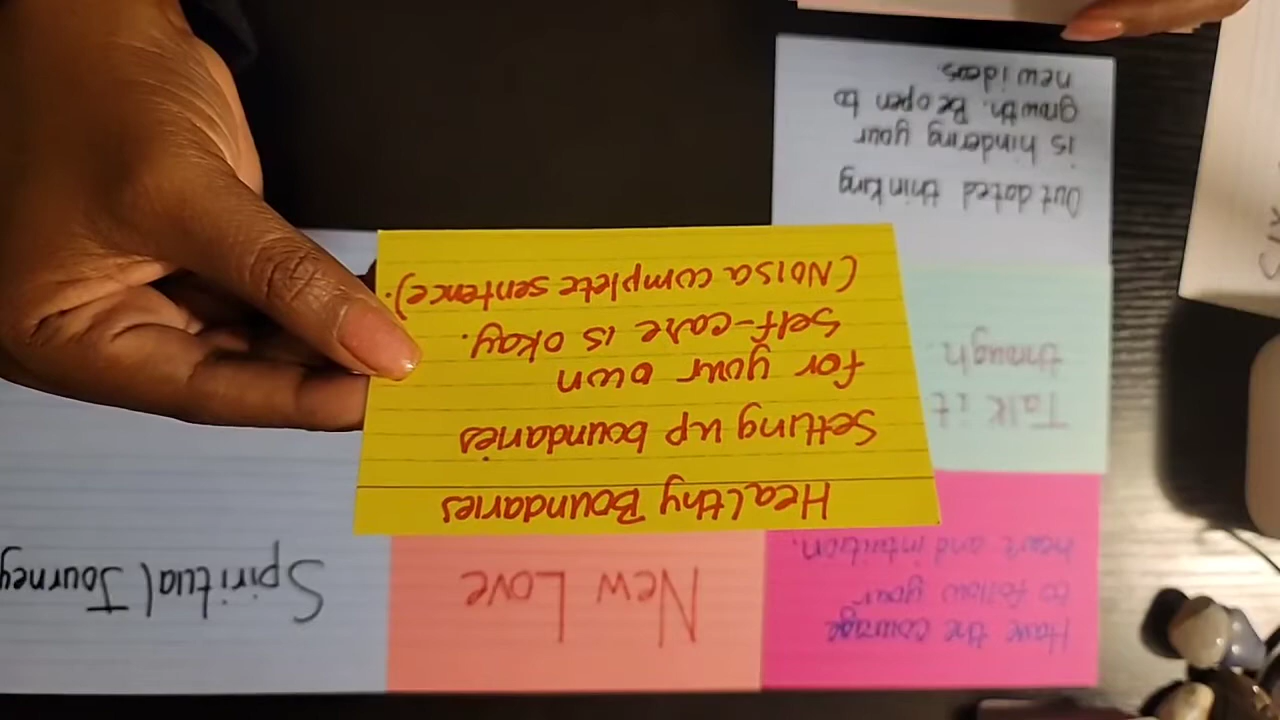 Healthy Boundaries
Setting up boundaries
for your own
self-care is okay.
(No is a complete sentence).
Have the courage
to follow your
heart and intuition.
New Love
Spiritual Journey
Talk it
through
Outdated thinking
is hindering your
growth. Be open to
new ideas.